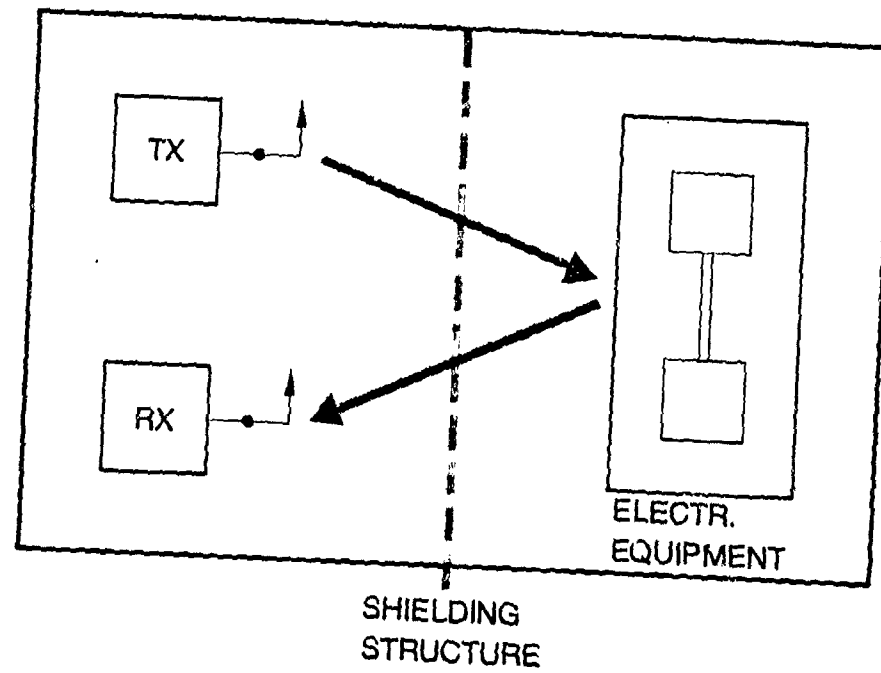 TX
RX
ELECTR.
EQUIPMENT
SHIELDING
STRUCTURE